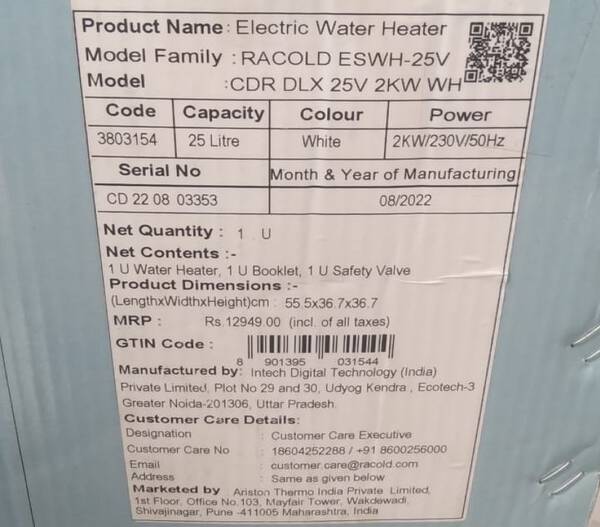 Product Name : Electric Water Heater
Model Family : RACOLD ESWH-25V
Model : CDR DLX 25V 2KW WH
Code Capacity Colour Power
3803154 25 Litre White 2KW/230V/50Hz
Serial No Month & Year of Manufacturing
CD 22 08 03353 08/2022
Net Quantity : 1 U
Net Contents :-
1 U Water Heater, 1 U Booklet, 1 U Safety Valve
Product Dimensions :-
(LengthxWidthxHeight)cm : 55.5x36.7x36.7
MRP : Rs.12949.00 (incl. of all taxes)
GTIN Code :
8 901395 031544
Manufactured by: Intech Digital Technology (India)
Private Limited, Plot No 29 and 30, Udyog Kendra , Ecotech-3
Greater Noida-201306, Uttar Pradesh.
Customer Care Details:
Designation : Customer Care Executive
Customer Care No : 18604252288 / +91 8600256000
Email : customer.care@racold.com
Address : Same as given below
Marketed by Ariston Thermo India Private Limited,
1st Floor, Office No.103, Mayfair Tower, Wakdewadi,
Shivajinagar, Pune -411005 Maharashtra, India